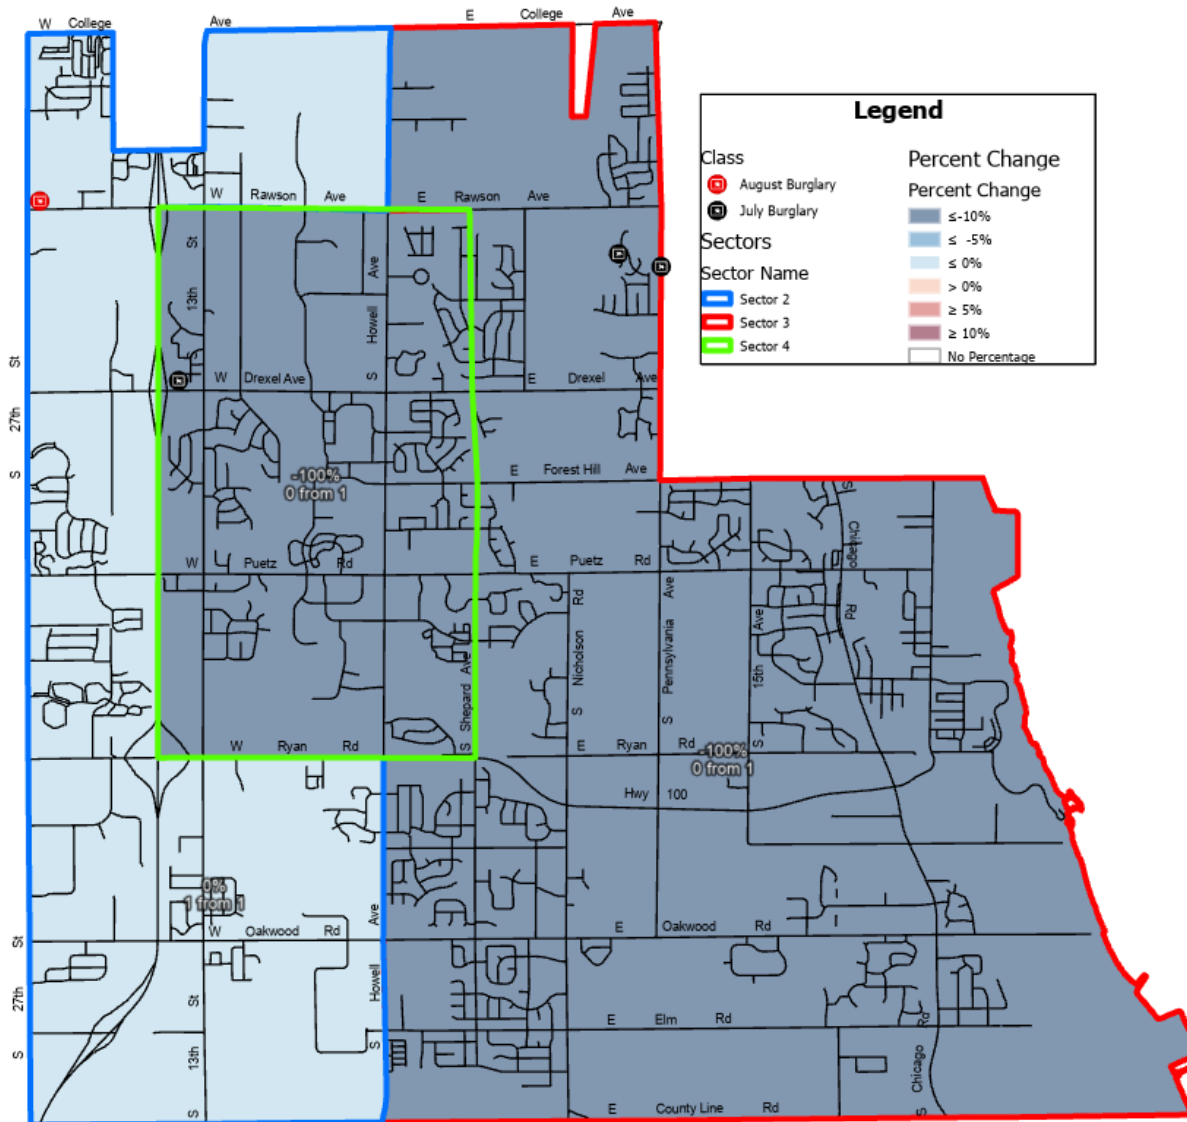 W College Ave E College Ave
Legend
Class
August Burglary
July Burglary
Sectors
Sector Name
Sector 2
Sector 3
Sector 4
Percent Change
Percent Change
≤-10%
≤ -5%
≤ 0%
> 0%
≥ 5%
≥ 10%
No Percentage
W Rawson Ave E Rawson Ave
13th St
S Howell Ave
S 27th St
W Drexel Ave E Drexel Ave
E Forest Hill Ave
-100%
0 from 1
W Puetz Rd E Puetz Rd
S Chicago Rd
S Shepard Ave
S Nicholson Rd
S Pennsylvania Ave
S 15th Ave
W Ryan Rd E Ryan Rd
-100%
0 from 1
Hwy 100
0%
1 from 1
W Oakwood Rd E Oakwood Rd
S 27th St
S 13th St
S Howell Ave
E Elm Rd
S Chicago Rd
E County Line Rd